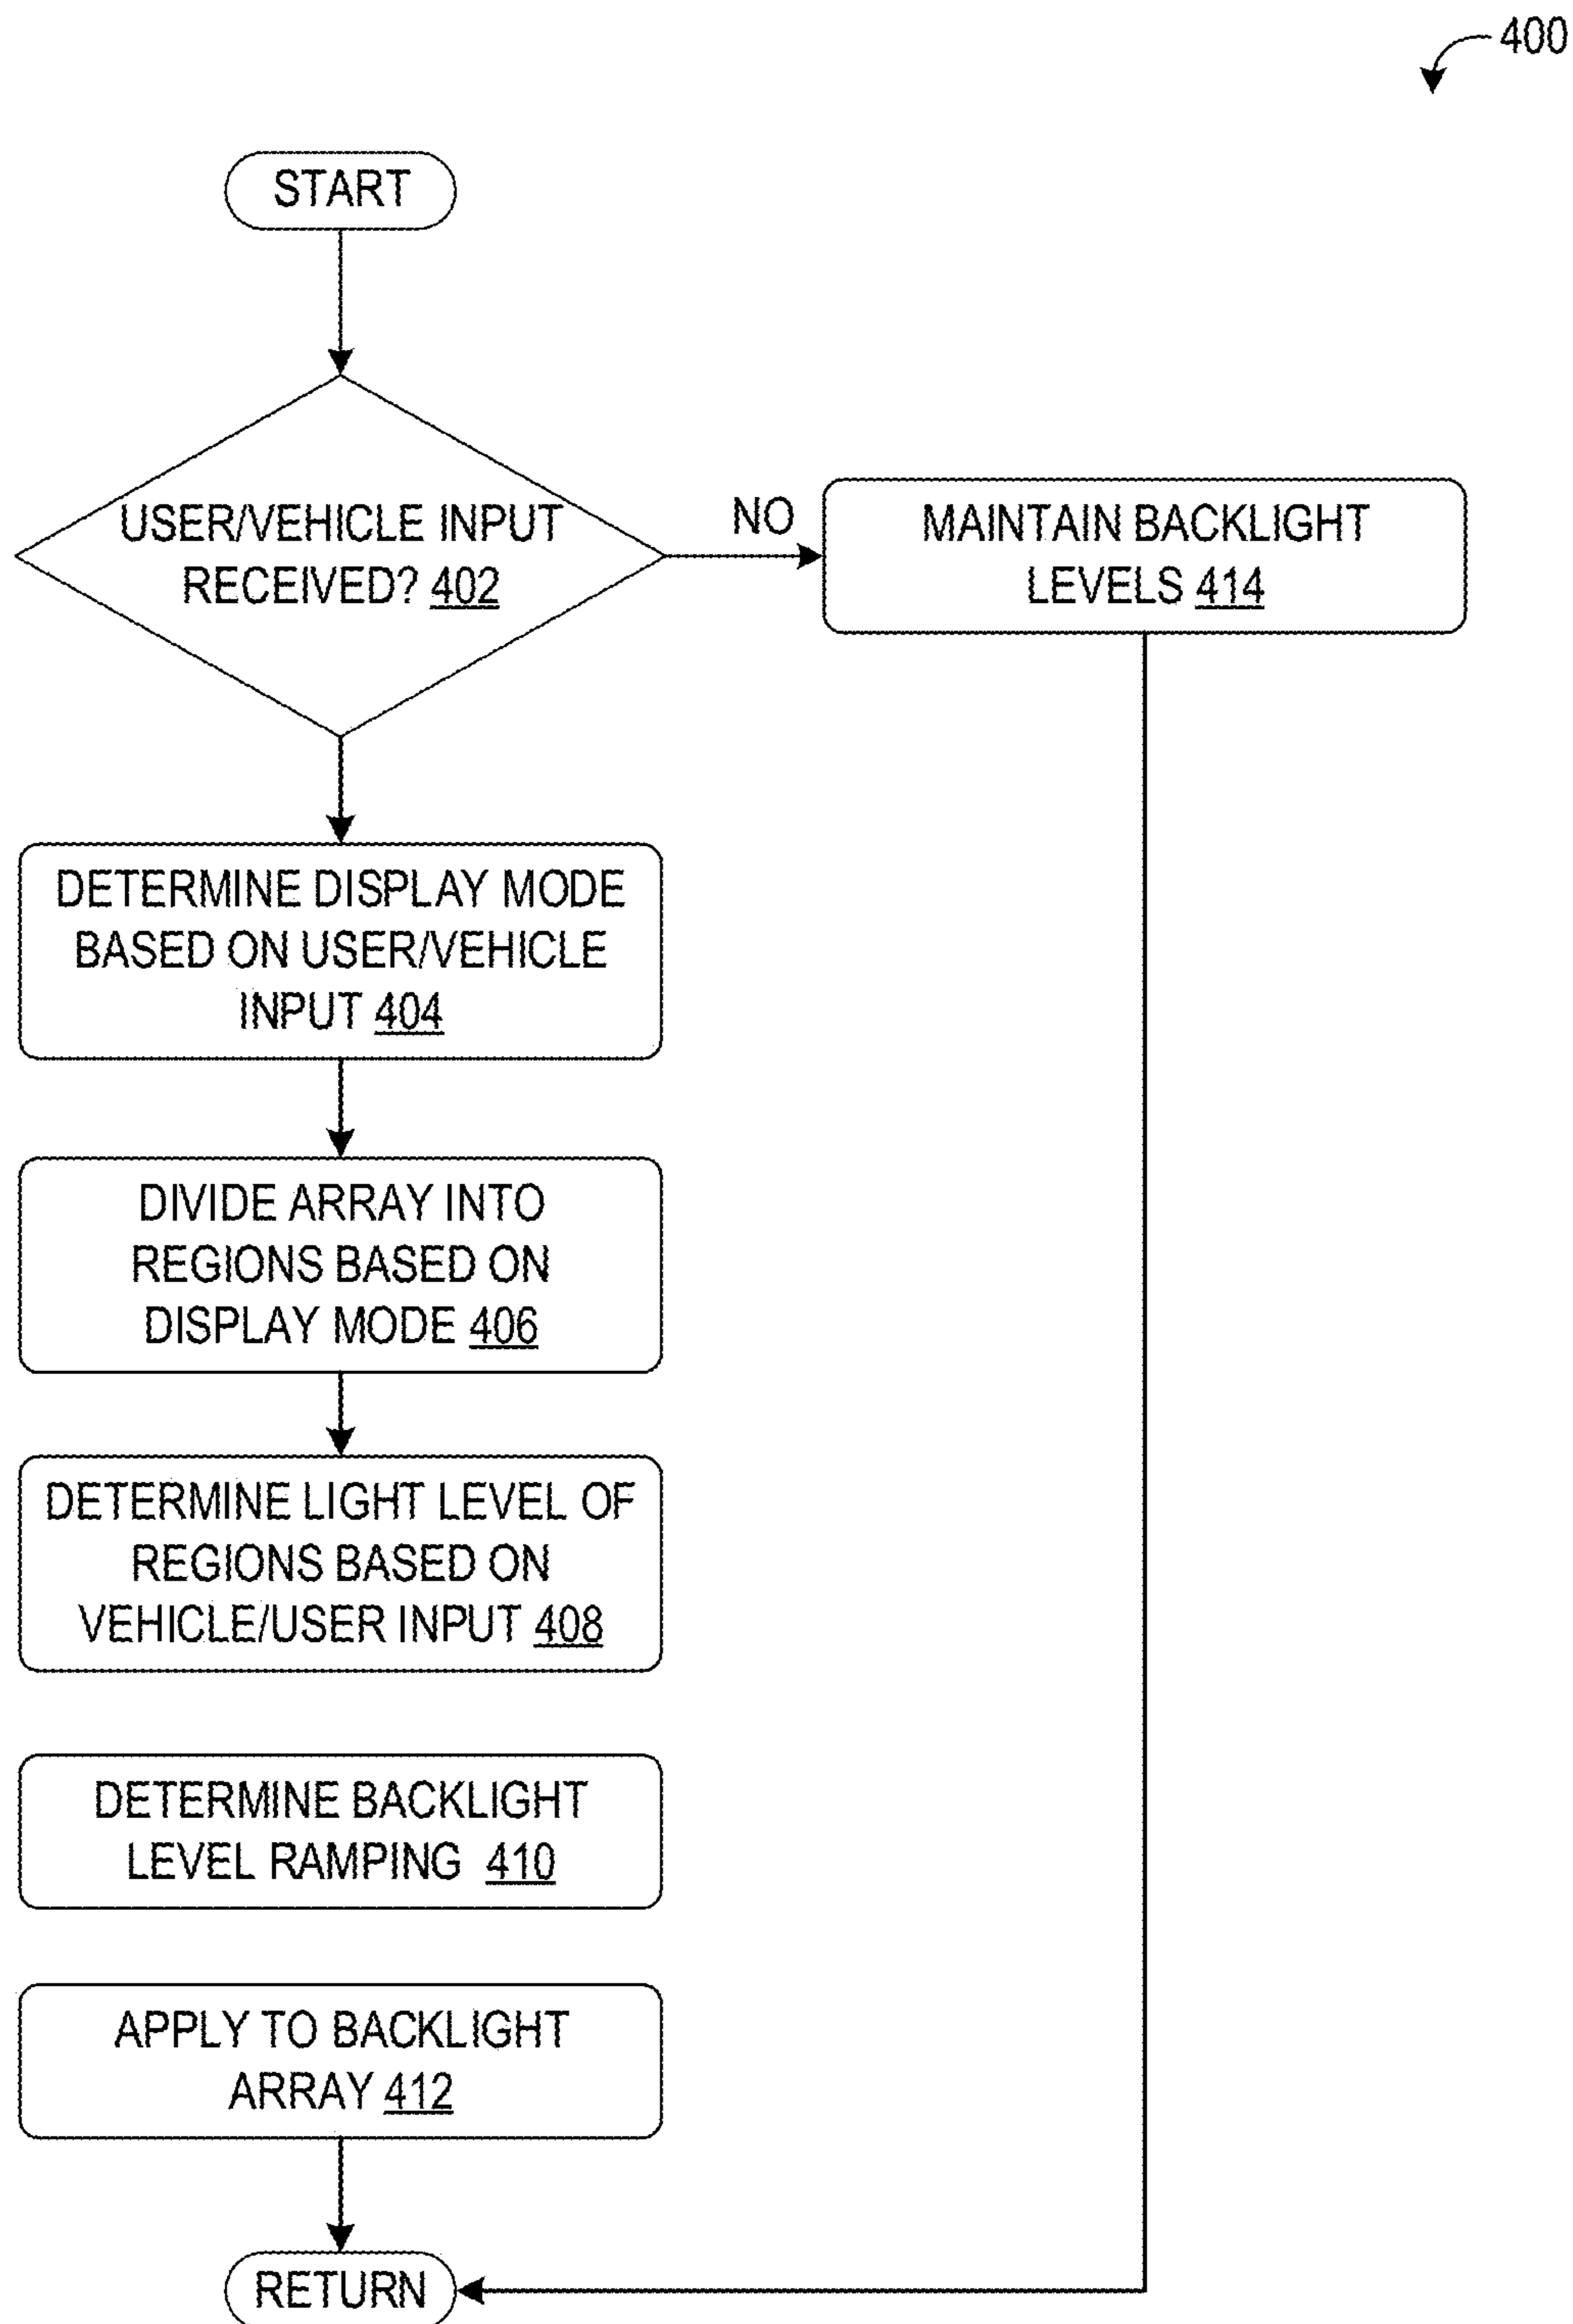 400
START
USER/VEHICLE INPUT
RECEIVED? 402
NO
MAINTAIN BACKLIGHT
LEVELS 414
DETERMINE DISPLAY MODE
BASED ON USER/VEHICLE
INPUT 404
DIVIDE ARRAY INTO
REGIONS BASED ON
DISPLAY MODE 406
DETERMINE LIGHT LEVEL OF
REGIONS BASED ON
VEHICLE/USER INPUT 408
DETERMINE BACKLIGHT
LEVEL RAMPING 410
APPLY TO BACKLIGHT
ARRAY 412
RETURN